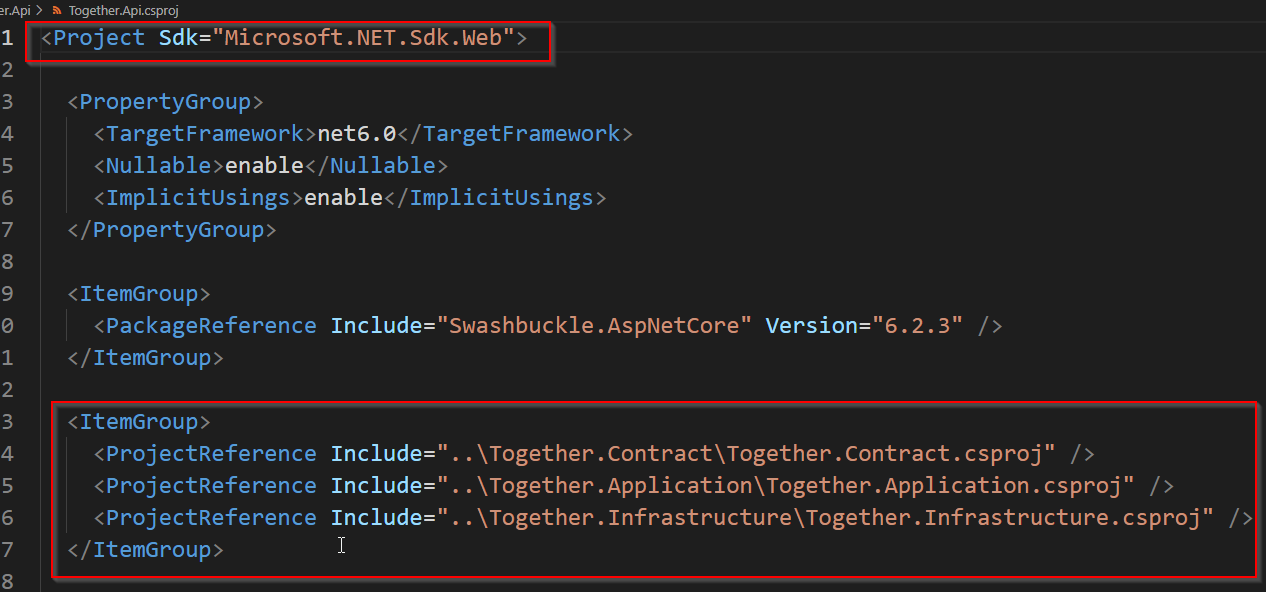 er.Api > Together.Api.csproj
1 <Project Sdk="Microsoft.NET.Sdk.Web">
2
3 <PropertyGroup>
4 <TargetFramework>net6.0</TargetFramework>
5 <Nullable>enable</Nullable>
6 <ImplicitUsings>enable</ImplicitUsings>
7 </PropertyGroup>
8
9 <ItemGroup>
0 <PackageReference Include="Swashbuckle.AspNetCore" Version="6.2.3" />
1 </ItemGroup>
2
3 <ItemGroup>
4 <ProjectReference Include="..\Together.Contract\Together.Contract.csproj" />
5 <ProjectReference Include="..\Together.Application\Together.Application.csproj" />
6 <ProjectReference Include="..\Together.Infrastructure\Together.Infrastructure.csproj" />
7 </ItemGroup>
8